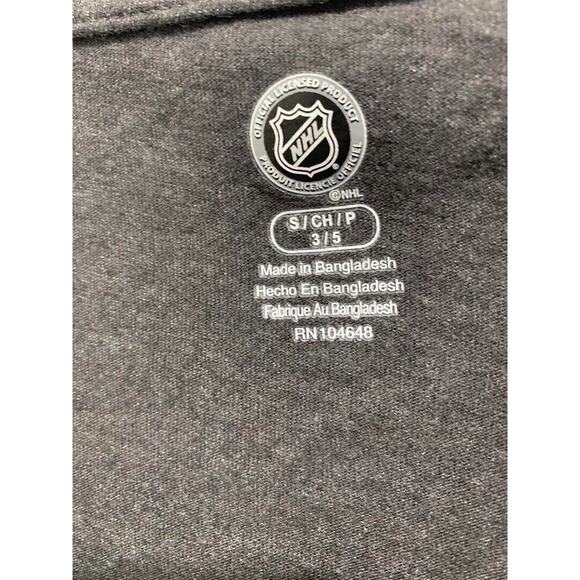 OFFICIAL LICENSED PRODUCT
NHL
PRODUIT LICENCIÉ OFFICIEL
©NHL
S / CH / P
3 / 5
Made in Bangladesh
Hecho En Bangladesh
Fabrique Au Bangladesh
RN104648